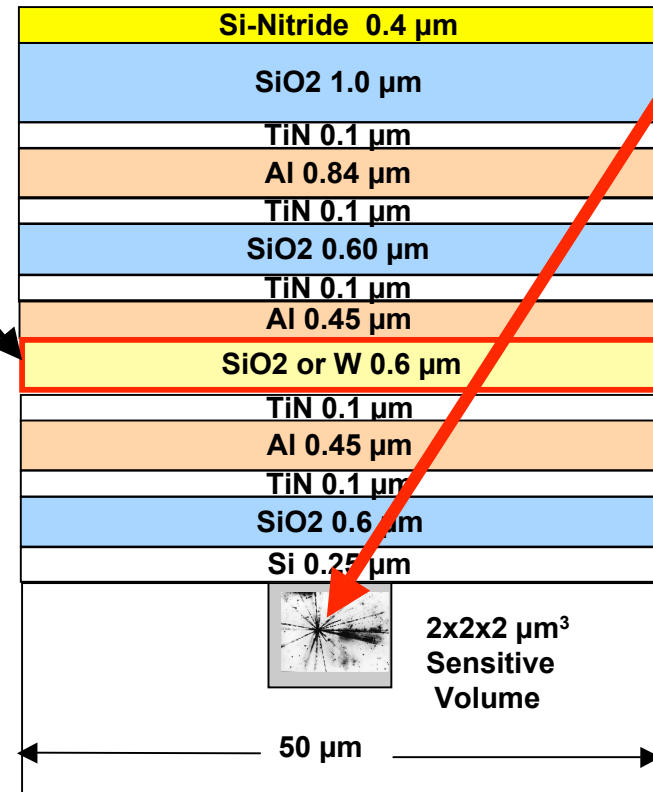 Si-Nitride 0.4 µm
SiO2 1.0 µm
TiN 0.1 µm
Al 0.84 µm
TiN 0.1 µm
SiO2 0.60 µm
TiN 0.1 µm
Al 0.45 µm
SiO2 or W 0.6 µm
TiN 0.1 µm
Al 0.45 µm
TiN 0.1 µm
SiO2 0.6 µm
Si 0.25 µm
2x2x2 µm³
Sensitive
Volume
50 µm